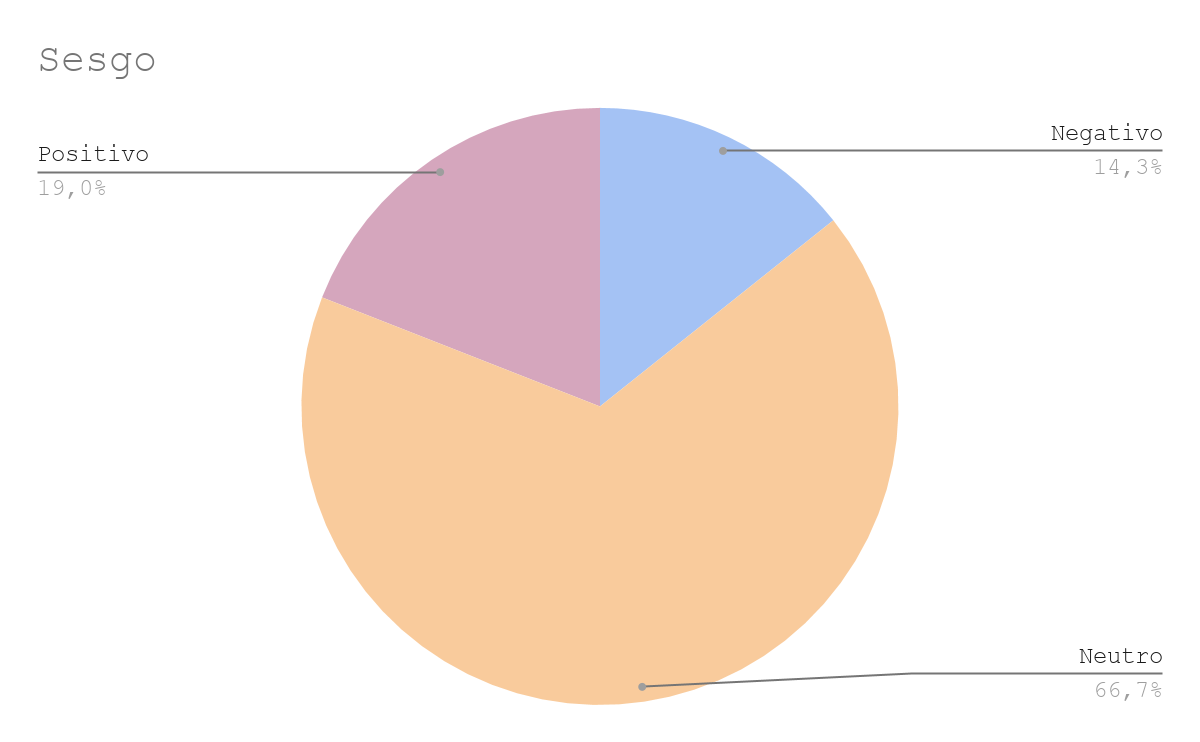 Sesgo
Negativo
14,3%
Positivo
19,0%
Neutro
66,7%